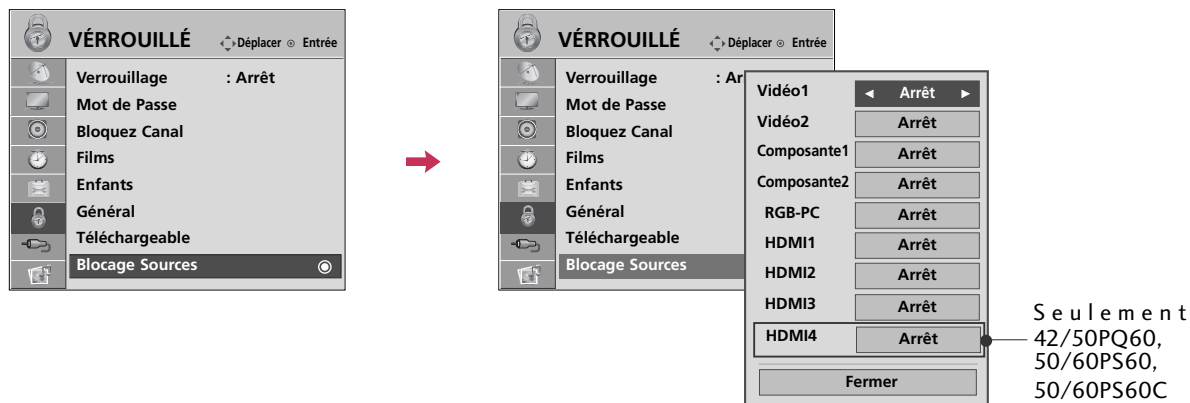 VÉRROUILLÉ Déplacer Entrée
Verrouillage : Arrêt
Mot de Passe
Bloquez Canal
Films
Enfants
Général
Téléchargeable
Blocage Sources
VÉRROUILLÉ Déplacer Entrée
Verrouillage : Ar
Mot de Passe
Bloquez Canal
Films
Enfants
Général
Téléchargeable
Blocage Sources
Vidéo1 ◄ Arrêt ►
Vidéo2 Arrêt
Composante1 Arrêt
Composante2 Arrêt
RGB-PC Arrêt
HDMI1 Arrêt
HDMI2 Arrêt
HDMI3 Arrêt
HDMI4 Arrêt
Fermer
Seulement
42/50PQ60,
50/60PS60,
50/60PS60C